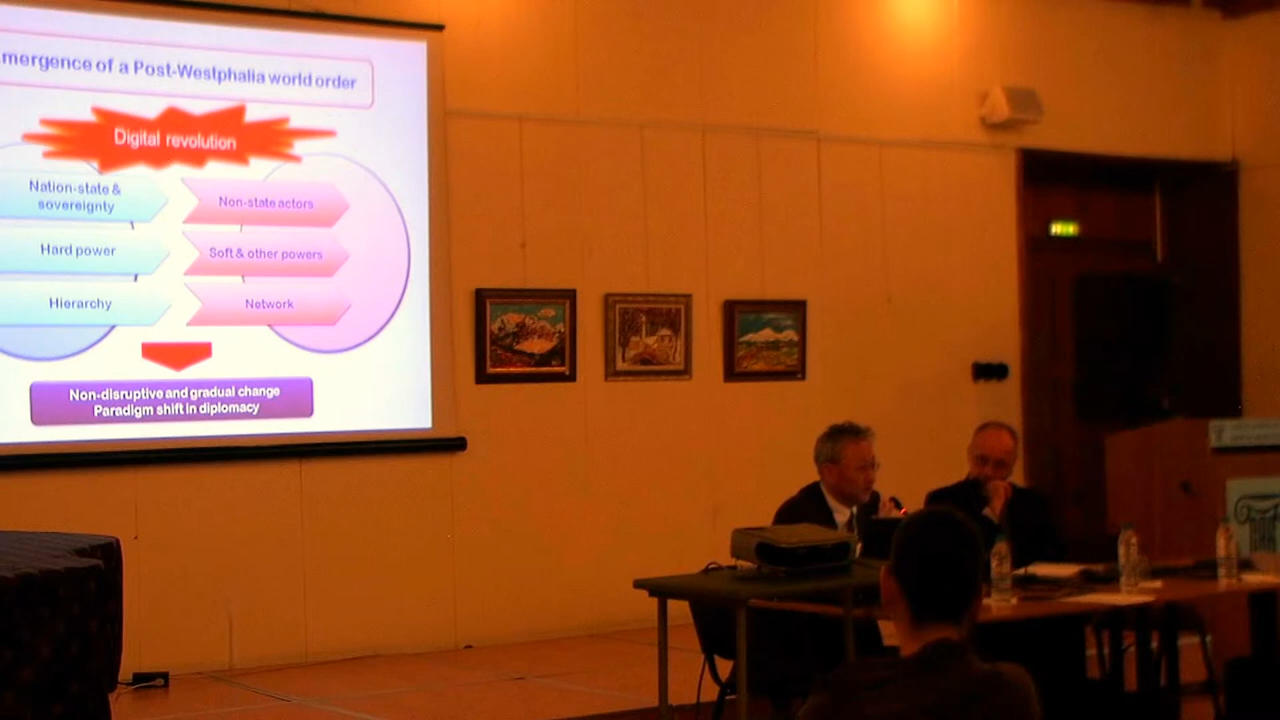 mergence of a Post-Westphalia world order
Digital revolution
Nation-state &
sovereignty
Non-state actors
Hard power
Soft & other powers
Hierarchy
Network
Non-disruptive and gradual change
Paradigm shift in diplomacy